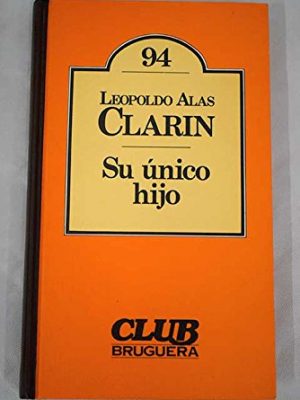 94
LEOPOLDO ALAS
CLARIN
Su único
hijo
CLUB
BRUGUERA